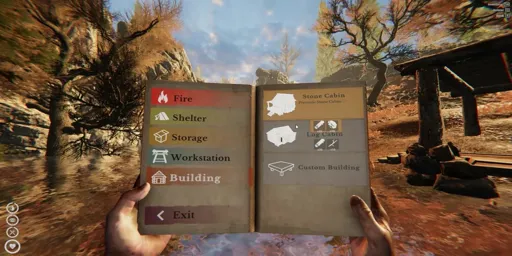 Fire
Shelter
Storage
Workstation
Building
Exit
Stone Cabin
Log Cabin
Custom Building